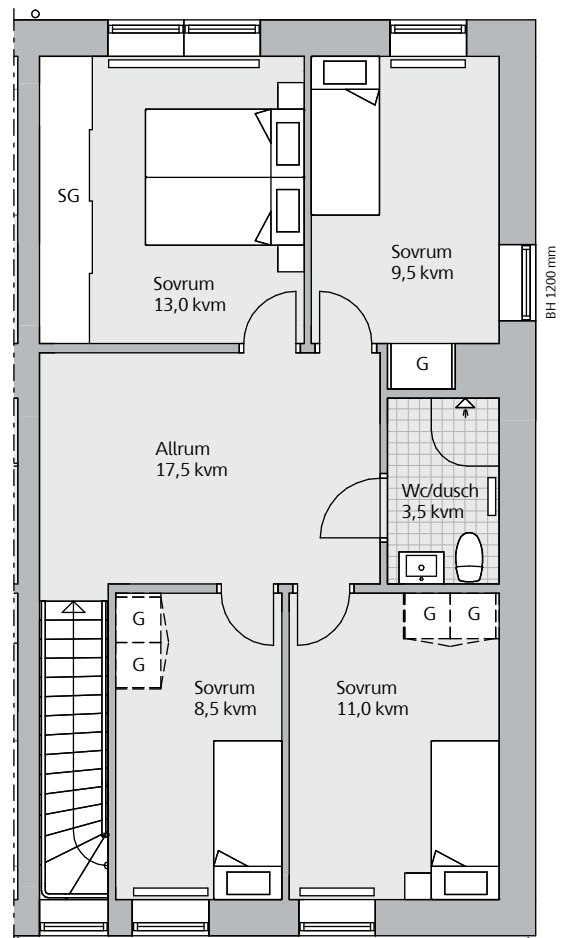 SG
Sovrum
13,0 kvm
Sovrum
9,5 kvm
BH 1200 mm
G
Allrum
17,5 kvm
Wc/dusch
3,5 kvm
G
G
G
G
Sovrum
8,5 kvm
Sovrum
11,0 kvm